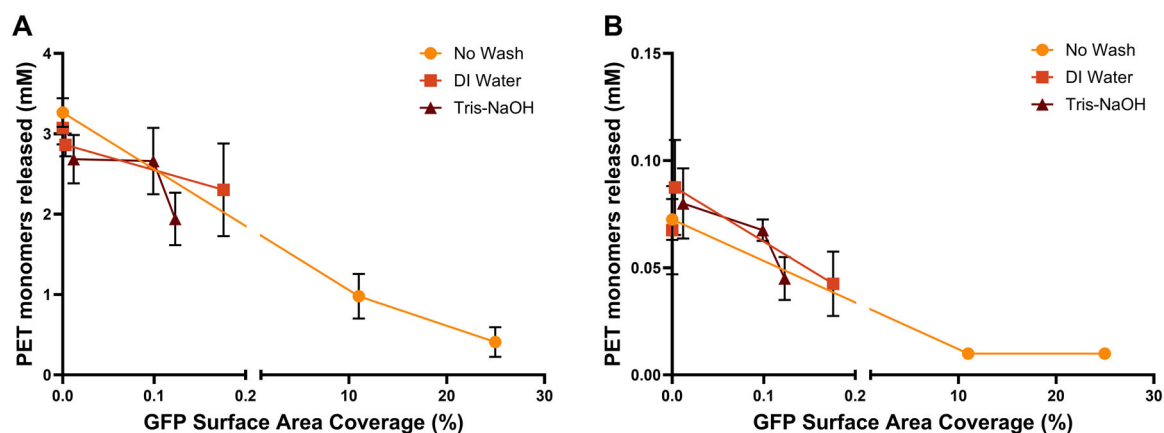 A
PET monomers released (mM)
4
3
2
1
0
0.0
0.1
0.2
10
20
30
GFP Surface Area Coverage (%)
No Wash
DI Water
Tris-NaOH
B
PET monomers released (mM)
0.15
0.10
0.05
0.00
0.0
0.1
0.2
10
20
30
GFP Surface Area Coverage (%)
No Wash
DI Water
Tris-NaOH